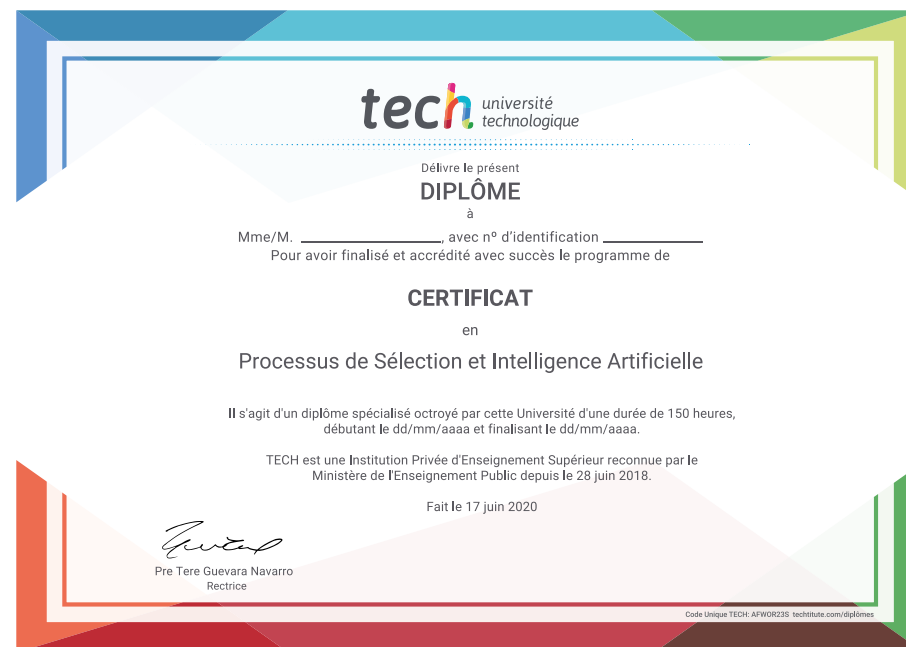 tech université
technologique
Délivre le présent
DIPLÔME
à
Mme/M. ____________________, avec nº d'identification ______________
Pour avoir finalisé et accrédité avec succès le programme de
CERTIFICAT
en
Processus de Sélection et Intelligence Artificielle
Il s'agit d'un diplôme spécialisé octroyé par cette Université d'une durée de 150 heures,
débutant le dd/mm/aaaa et finalisant le dd/mm/aaaa.
TECH est une Institution Privée d'Enseignement Supérieur reconnue par le
Ministère de l'Enseignement Public depuis le 28 juin 2018.
Fait le 17 juin 2020
Pre Tere Guevara Navarro
Rectrice
Code Unique TECH: AFWOR23S techtitute.com/diplômes